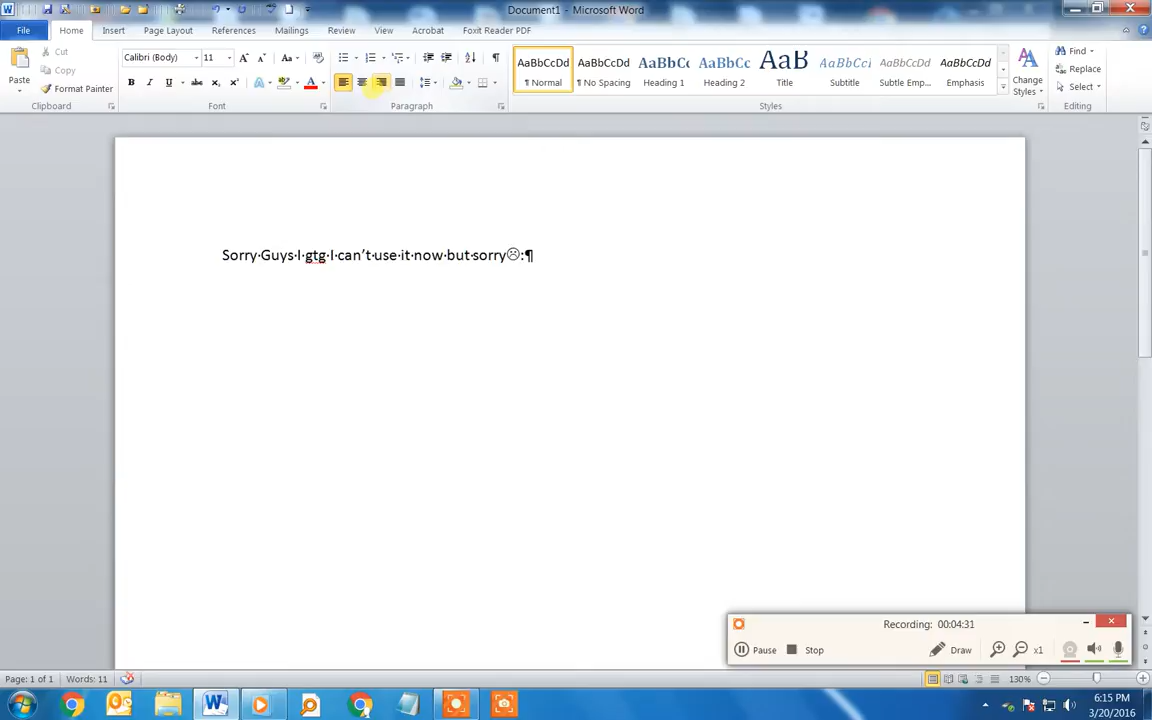 Document1 - Microsoft Word
File Home Insert Page Layout References Mailings Review View Acrobat Foxit Reader PDF
Paste
Cut
Copy
Format Painter
Clipboard
Calibri (Body) 11
Font
Paragraph
AaBbCcDd AaBbCcDd AaBbCc AaBbCc AaB AaBbCcI AaBbCcDd AaBbCcDd
¶ Normal ¶ No Spacing Heading 1 Heading 2 Title Subtitle Subtle Emp... Emphasis
Styles
Change
Styles
Find
Replace
Select
Editing
Sorry·Guys·I·gtg·I·can't·use·it·now·but·sorry☹:¶
Recording: 00:04:31
Pause Stop Draw x1
Page: 1 of 1 Words: 11 130%
6:15 PM
3/20/2016